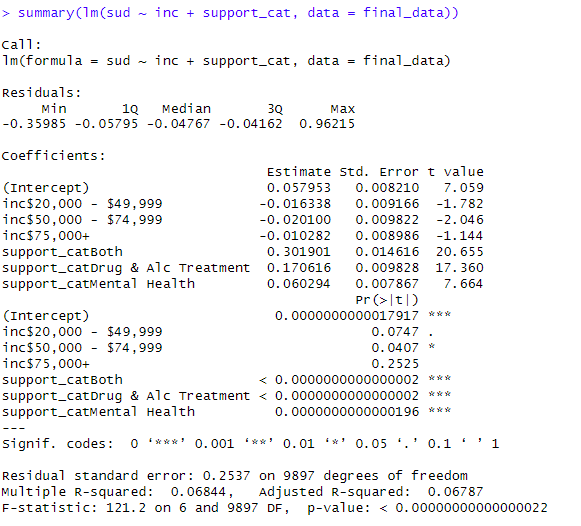 > summary(lm(sud ~ inc + support_cat, data = final_data))
Call:
lm(formula = sud ~ inc + support_cat, data = final_data)
Residuals:
     Min       1Q   Median       3Q      Max
-0.35985 -0.05795 -0.04767 -0.04162  0.96215
Coefficients:
                                Estimate Std. Error t value
(Intercept)                     0.057953   0.008210   7.059
inc$20,000 - $49,999           -0.016338   0.009166  -1.782
inc$50,000 - $74,999           -0.020100   0.009822  -2.046
inc$75,000+                    -0.010282   0.008986  -1.144
support_catBoth                 0.301901   0.014616  20.655
support_catDrug & Alc Treatment 0.170616   0.009828  17.360
support_catMental Health        0.060294   0.007867   7.664
                                            Pr(>|t|)
(Intercept)                       0.0000000000017917 ***
inc$20,000 - $49,999                          0.0747 .
inc$50,000 - $74,999                          0.0407 *
inc$75,000+                                   0.2525
support_catBoth                 < 0.0000000000000002 ***
support_catDrug & Alc Treatment < 0.0000000000000002 ***
support_catMental Health          0.0000000000000196 ***
---
Signif. codes:  0 ‘***’ 0.001 ‘**’ 0.01 ‘*’ 0.05 ‘.’ 0.1 ‘ ’ 1
Residual standard error: 0.2537 on 9897 degrees of freedom
Multiple R-squared:  0.06844,	Adjusted R-squared:  0.06787
F-statistic: 121.2 on 6 and 9897 DF,  p-value: < 0.00000000000000022